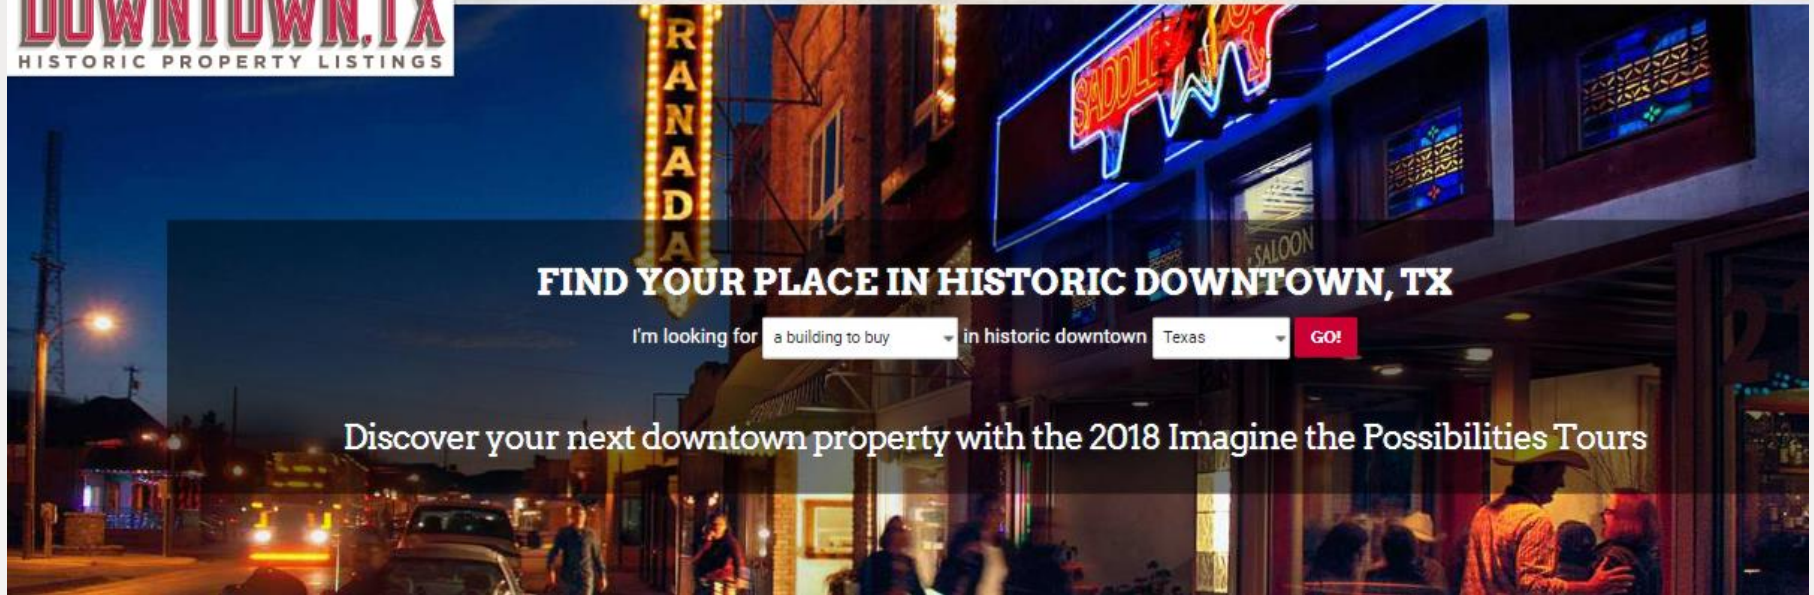 DOWNTOWN.TX
HISTORIC PROPERTY LISTINGS
RANADA
SADDLE
SALOON
FIND YOUR PLACE IN HISTORIC DOWNTOWN, TX
I'm looking for a building to buy in historic downtown Texas GO!
Discover your next downtown property with the 2018 Imagine the Possibilities Tours